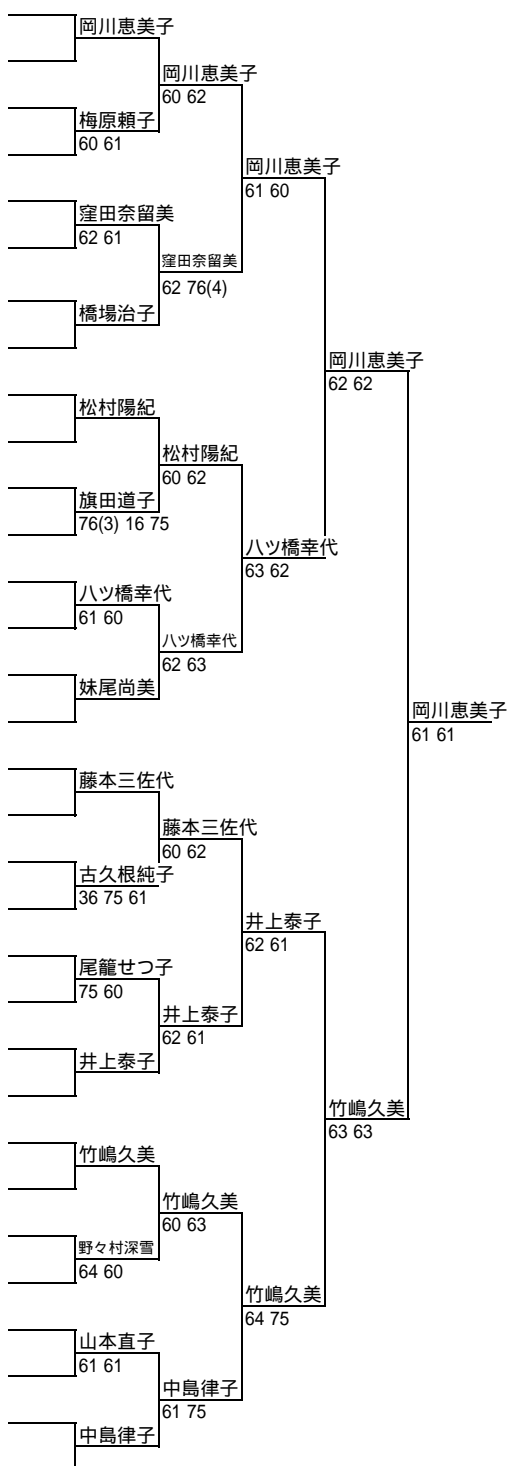 岡川恵美子
岡川恵美子
60 62
梅原頼子
60 61
岡川恵美子
61 60
窪田奈留美
62 61
窪田奈留美
62 76(4)
橋場治子
岡川恵美子
62 62
松村陽紀
松村陽紀
60 62
旗田道子
76(3) 16 75
八ツ橋幸代
63 62
八ツ橋幸代
61 60
八ツ橋幸代
62 63
妹尾尚美
岡川恵美子
61 61
藤本三佐代
藤本三佐代
60 62
古久根純子
36 75 61
井上泰子
62 61
尾籠せつ子
75 60
井上泰子
62 61
井上泰子
竹嶋久美
63 63
竹嶋久美
竹嶋久美
60 63
野々村深雪
64 60
竹嶋久美
64 75
山本直子
61 61
中島律子
61 75
中島律子